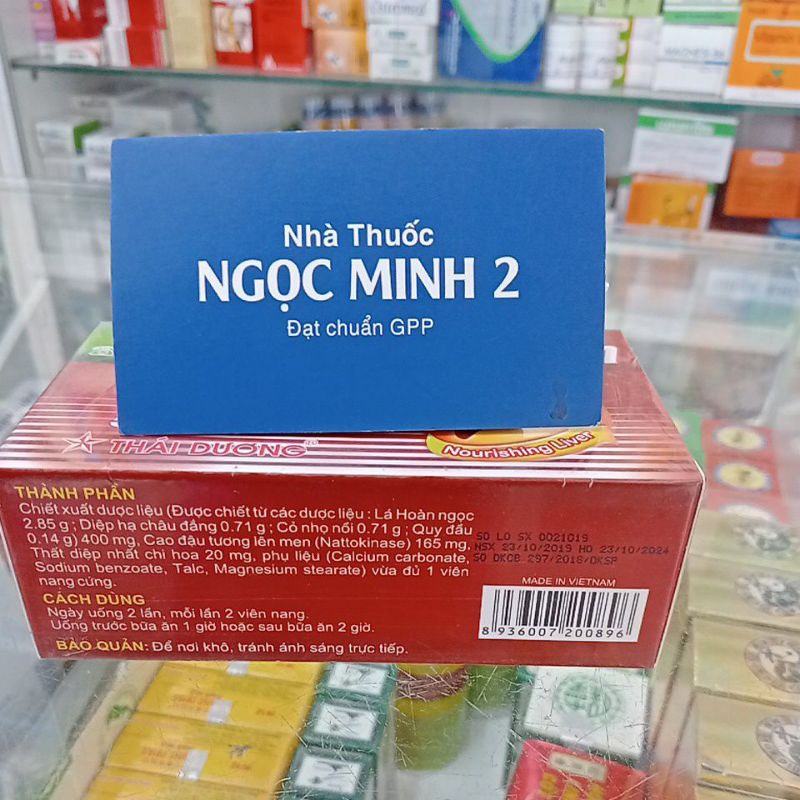 Nhà Thuốc
NGỌC MINH 2
Đạt chuẩn GPP
THÁI DƯƠNG
Nourishing Liver
THÀNH PHẦN
Chiết xuất dược liệu (Được chiết từ các dược liệu : Lá Hoàn ngọc
2.85 g ; Diệp hạ châu đắng 0.71 g ; Cỏ nhọ nồi 0.71 g ; Quy đầu
0,14 g) 400 mg, Cao đậu tương lên men (Nattokinase) 165 mg,
Thất diệp nhất chi hoa 20 mg, phụ liệu (Calcium carbonate,
Sodium benzoate, Talc, Magnesium stearate) vừa đủ 1 viên
nang cứng.
SO LO SX 0021019
NSX 23/10/2019 HD 23/10/2024
SO DKCB 297/2018/DKSP
MADE IN VIETNAM
CÁCH DÙNG
Ngày uống 2 lần, mỗi lần 2 viên nang.
Uống trước bữa ăn 1 giờ hoặc sau bữa ăn 2 giờ.
BẢO QUẢN: Để nơi khô, tránh ánh sáng trực tiếp.
8 936007 200896